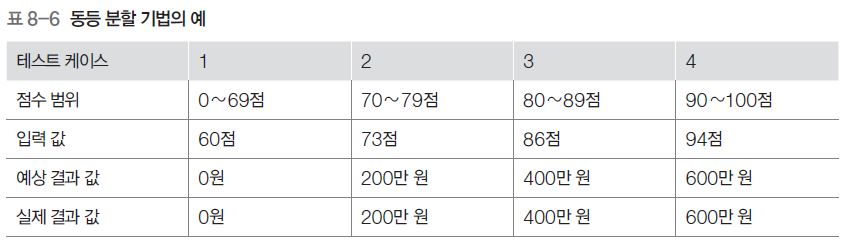 표 8-6 동등 분할 기법의 예
테스트 케이스 1 2 3 4
점수 범위 0~69점 70~79점 80~89점 90~100점
입력 값 60점 73점 86점 94점
예상 결과 값 0원 200만 원 400만 원 600만 원
실제 결과 값 0원 200만 원 400만 원 600만 원